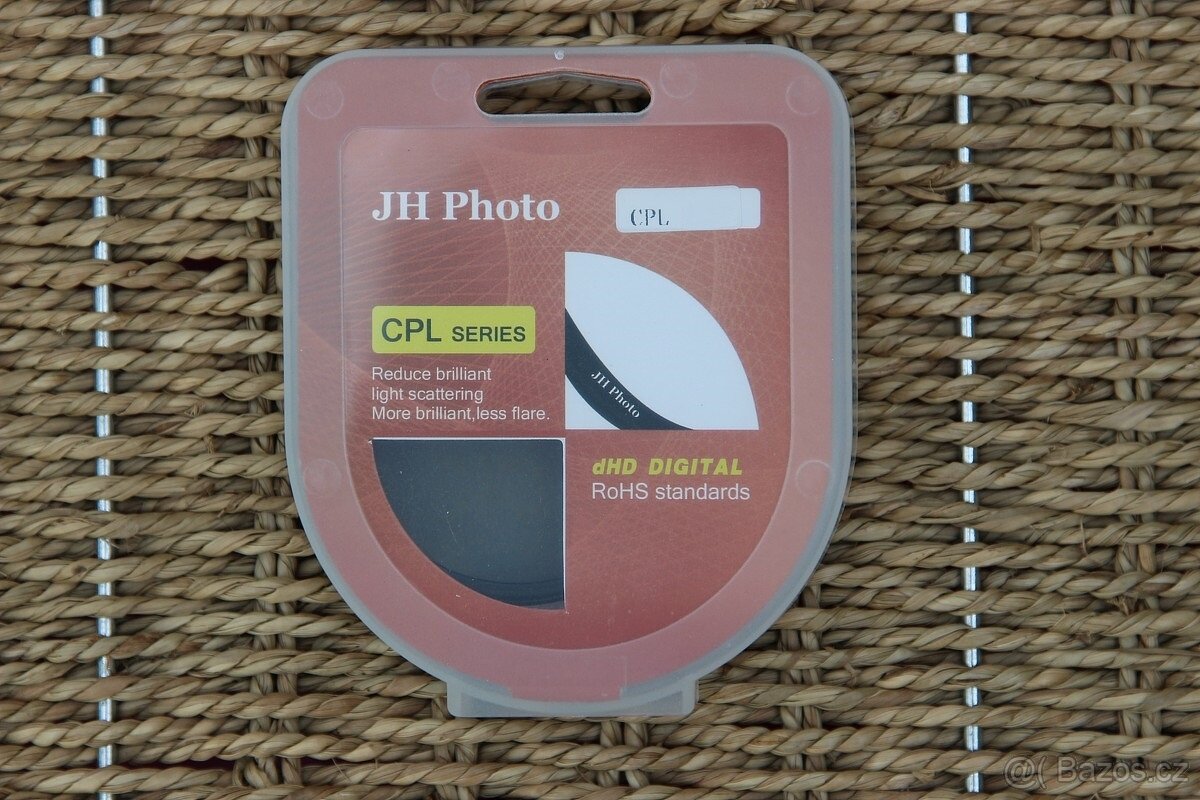 JH Photo
CPL
CPL SERIES
Reduce brilliant
light scattering
More brilliant,less flare.
JH Photo
dHD DIGITAL
RoHS standards
@( Bazos.cz